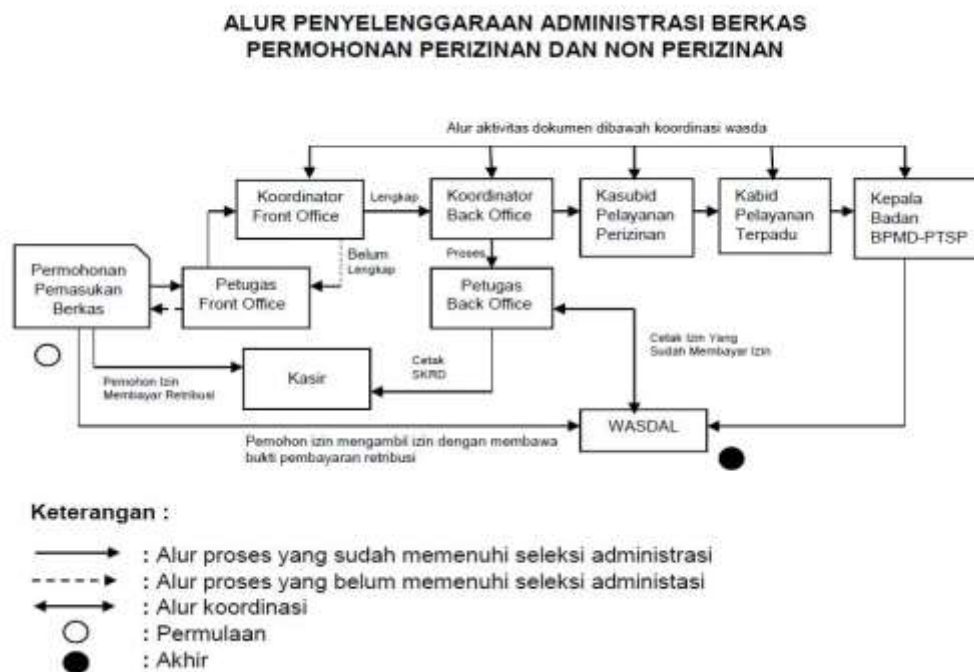 ALUR PENYELENGGARAAN ADMINISTRASI BERKAS
PERMOHONAN PERIZINAN DAN NON PERIZINAN
Alur aktivitas dokumen dibawah koordinasi wasda
Koordinator
Front Office
Lengkap
Koordinator
Back Office
Kasubid
Pelayanan
Perizinan
Kabid
Pelayanan
Terpadu
Kepala
Badan
BPMD-PTSP
Belum
Lengkap
Proses
Permohonan
Pemasukan
Berkas
Petugas
Front Office
Petugas
Back Office
Cetak Izin Yang
Sudah Membayar Izin
Pemohon Izin
Membayar Retribusi
Kasir
Cetak
SKRD
WASDAL
Pemohon izin mengambil izin dengan membawa
bukti pembayaran retribusi
Keterangan :
: Alur proses yang sudah memenuhi seleksi administrasi
: Alur proses yang belum memenuhi seleksi administasi
: Alur koordinasi
: Permulaan
: Akhir